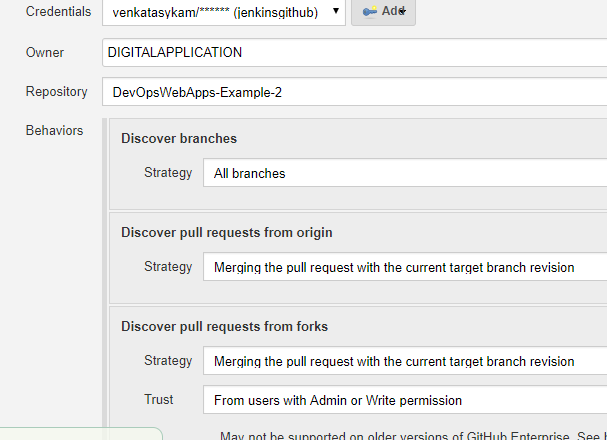 Credentials venkatasykam/****** (jenkinsgithub) Add
Owner DIGITALAPPLICATION
Repository DevOpsWebApps-Example-2
Behaviors
Discover branches
Strategy All branches
Discover pull requests from origin
Strategy Merging the pull request with the current target branch revision
Discover pull requests from forks
Strategy Merging the pull request with the current target branch revision
Trust From users with Admin or Write permission
May not be supported on older versions of GitHub Enterprise. See